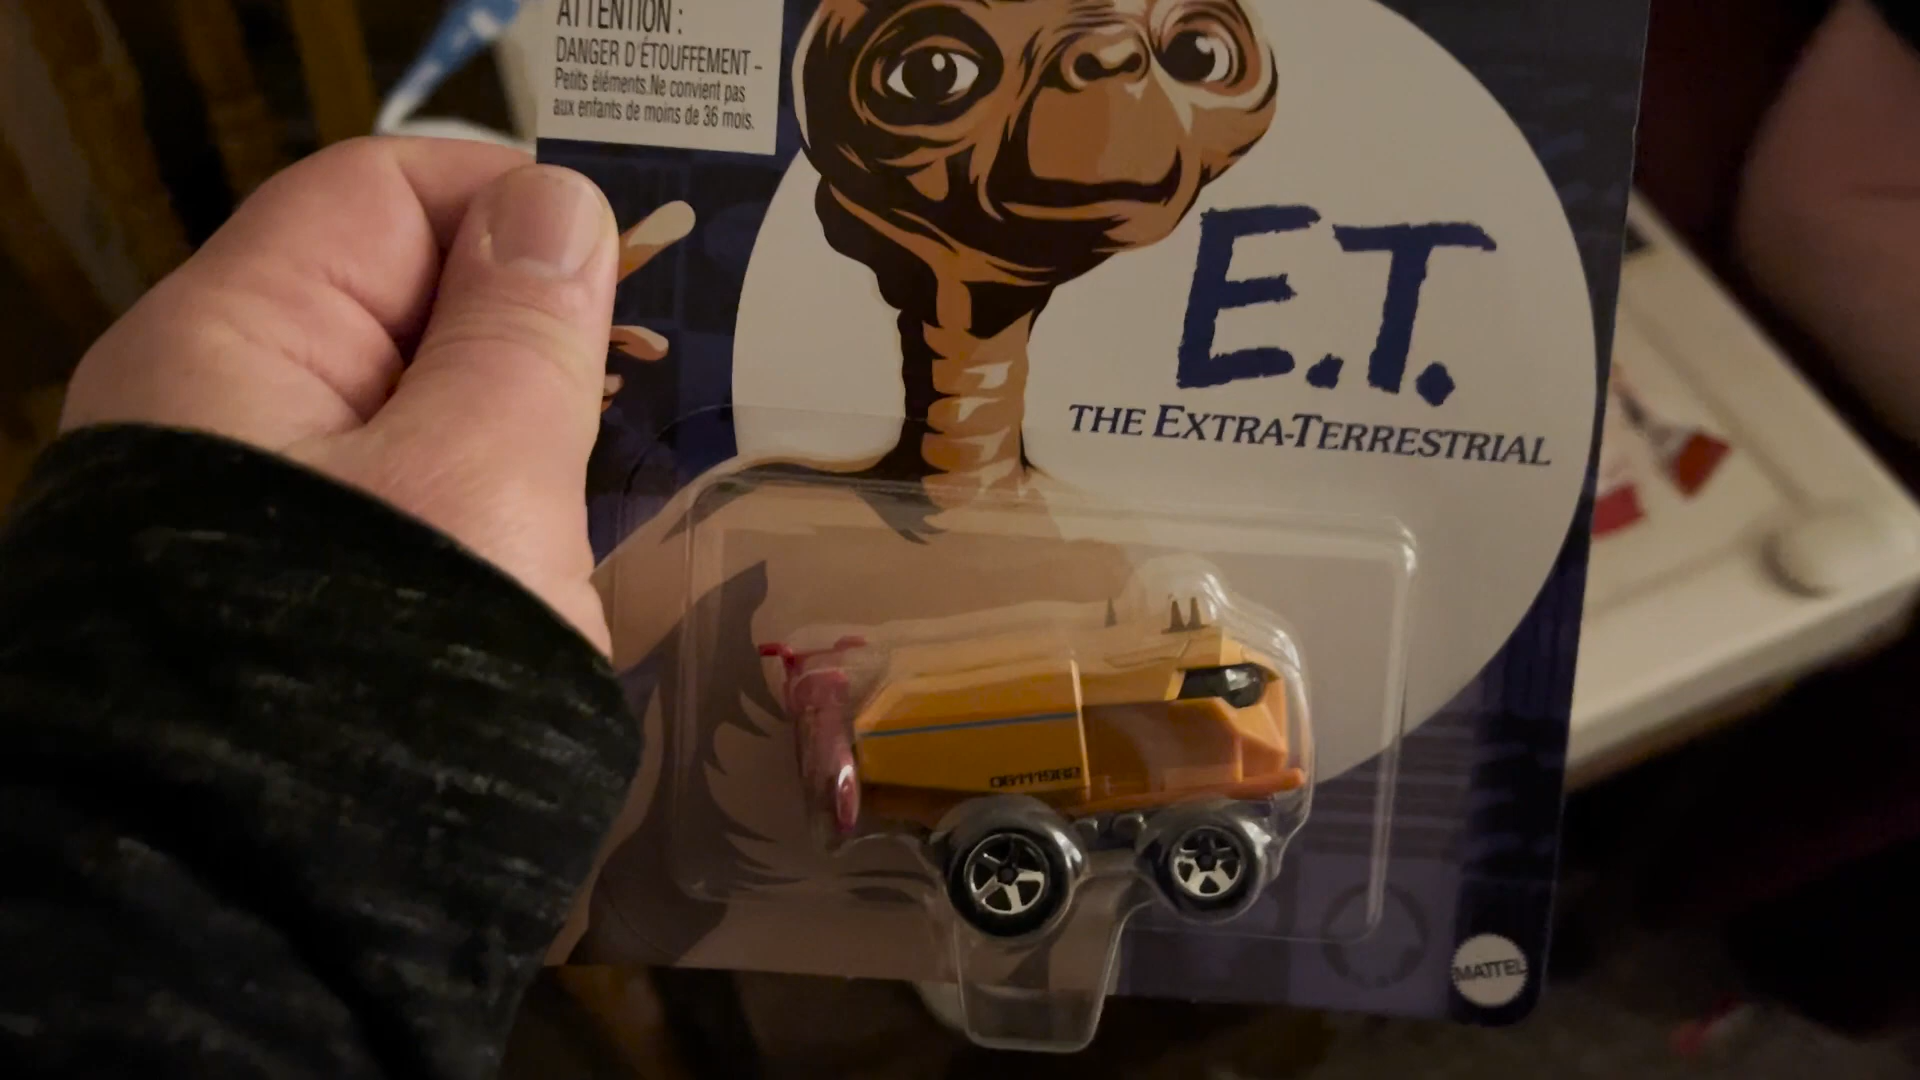 ATTENTION :
DANGER D'ÉTOUFFEMENT –
Petits éléments.Ne convient pas
aux enfants de moins de 36 mois.
E.T.
THE EXTRA-TERRESTRIAL
06111982
MATTEL